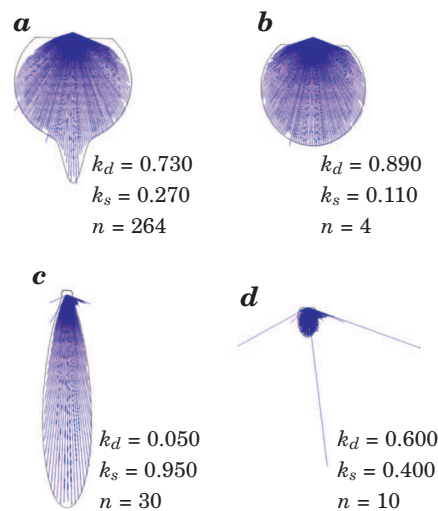 a
k_d = 0.730
k_s = 0.270
n = 264
b
k_d = 0.890
k_s = 0.110
n = 4
c
k_d = 0.050
k_s = 0.950
n = 30
d
k_d = 0.600
k_s = 0.400
n = 10